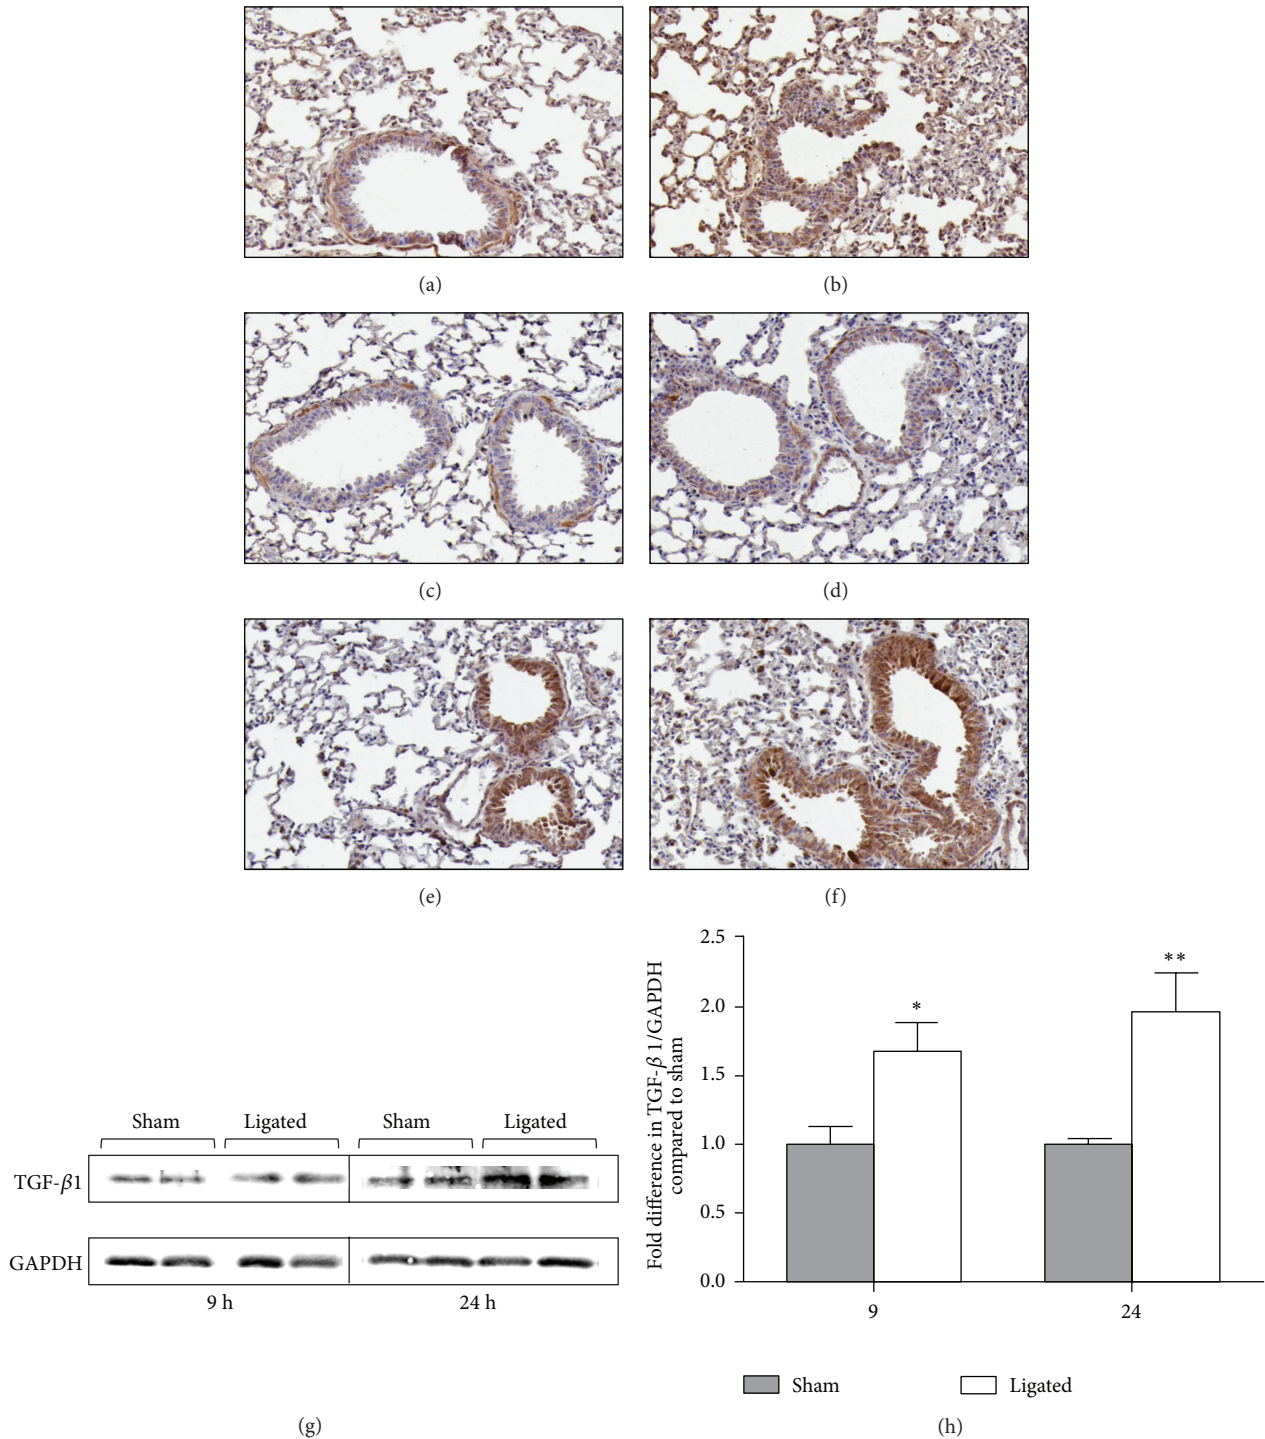 (a)
(b)
(c)
(d)
(e)
(f)
Sham
Ligated
Sham
Ligated
TGF-β1
GAPDH
9 h
24 h
(g)
Fold difference in TGF-β 1/GAPDH
compared to sham
2.5
2.0
1.5
1.0
0.5
0.0
*
**
9
24
Sham
Ligated
(h)